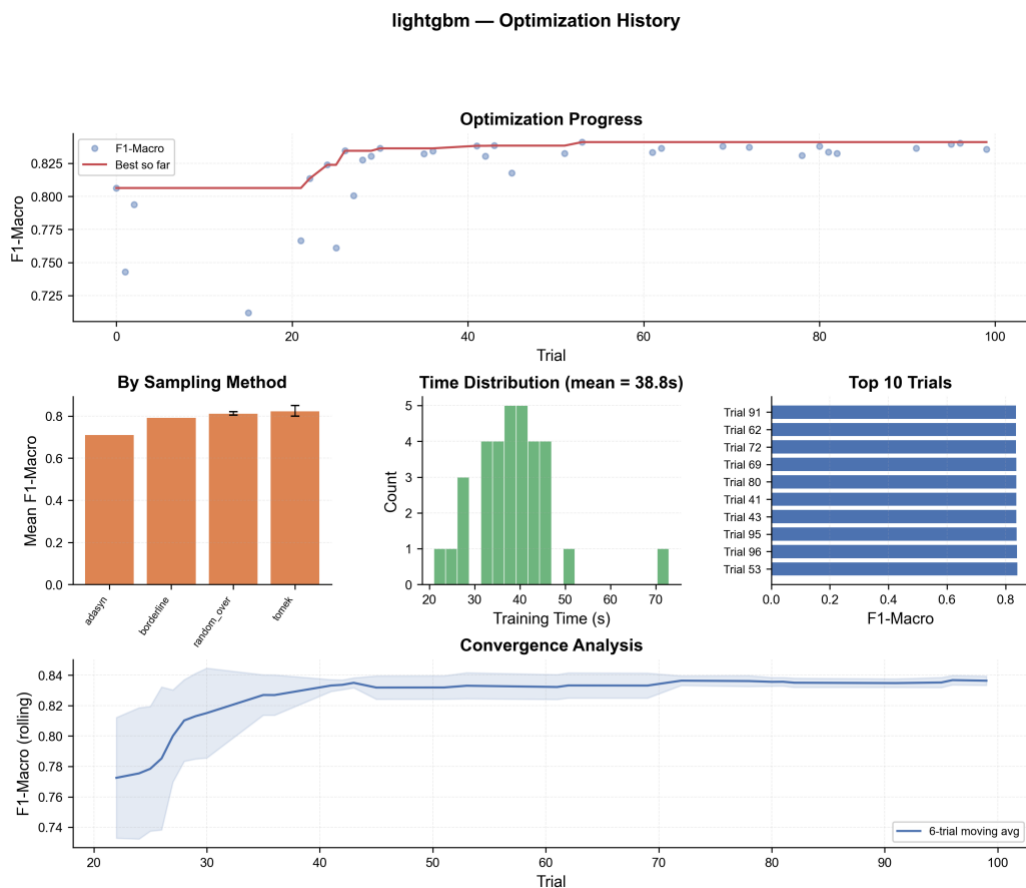 lightgbm — Optimization History
Optimization Progress
F1-Macro
Best so far
F1-Macro
0.825
0.800
0.775
0.750
0.725
0 20 40 60 80 100
Trial
By Sampling Method
Mean F1-Macro
0.8
0.6
0.4
0.2
0.0
adasyn borderline random_over tomek
Time Distribution (mean = 38.8s)
Count
5
4
3
2
1
0
20 30 40 50 60 70
Training Time (s)
Top 10 Trials
Trial 91
Trial 62
Trial 72
Trial 69
Trial 80
Trial 41
Trial 43
Trial 95
Trial 96
Trial 53
0.0 0.2 0.4 0.6 0.8
F1-Macro
Convergence Analysis
F1-Macro (rolling)
0.84
0.82
0.80
0.78
0.76
0.74
6-trial moving avg
20 30 40 50 60 70 80 90 100
Trial